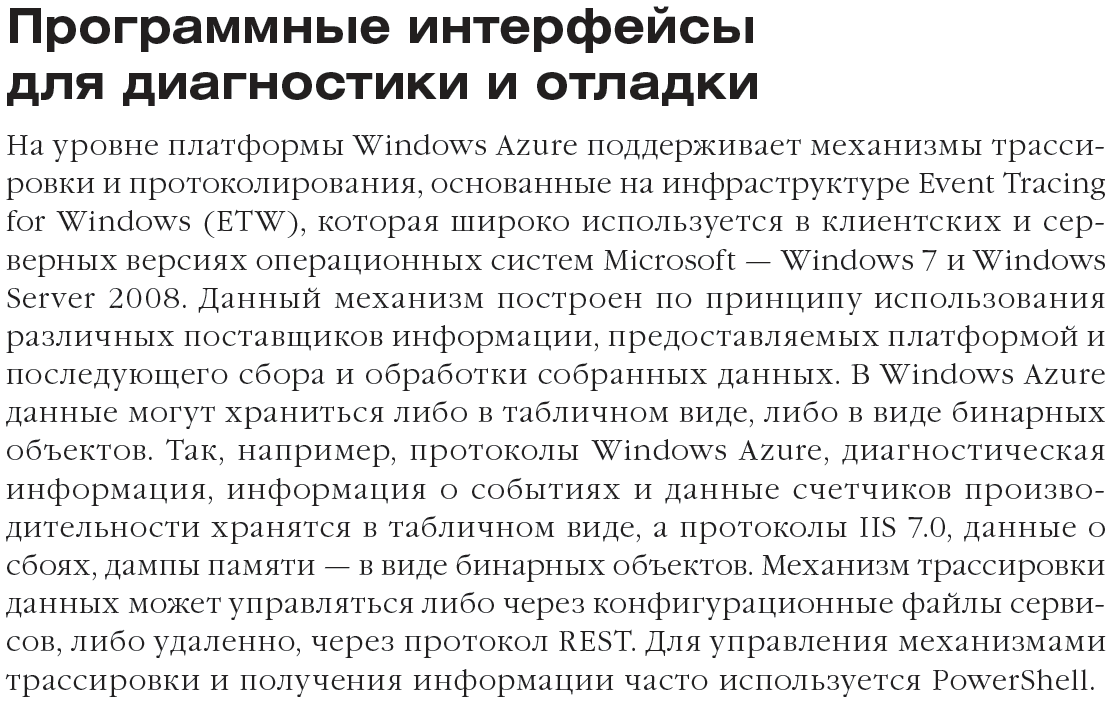 Программные интерфейсы
для диагностики и отладки
На уровне платформы Windows Azure поддерживает механизмы трасси-
ровки и протоколирования, основанные на инфраструктуре Event Tracing
for Windows (ETW), которая широко используется в клиентских и сер-
верных версиях операционных систем Microsoft — Windows 7 и Windows
Server 2008. Данный механизм построен по принципу использования
различных поставщиков информации, предоставляемых платформой и
последующего сбора и обработки собранных данных. В Windows Azure
данные могут храниться либо в табличном виде, либо в виде бинарных
объектов. Так, например, протоколы Windows Azure, диагностическая
информация, информация о событиях и данные счетчиков произво-
дительности хранятся в табличном виде, а протоколы IIS 7.0, данные о
сбоях, дампы памяти — в виде бинарных объектов. Механизм трассировки
данных может управляться либо через конфигурационные файлы серви-
сов, либо удаленно, через протокол REST. Для управления механизмами
трассировки и получения информации часто используется PowerShell.